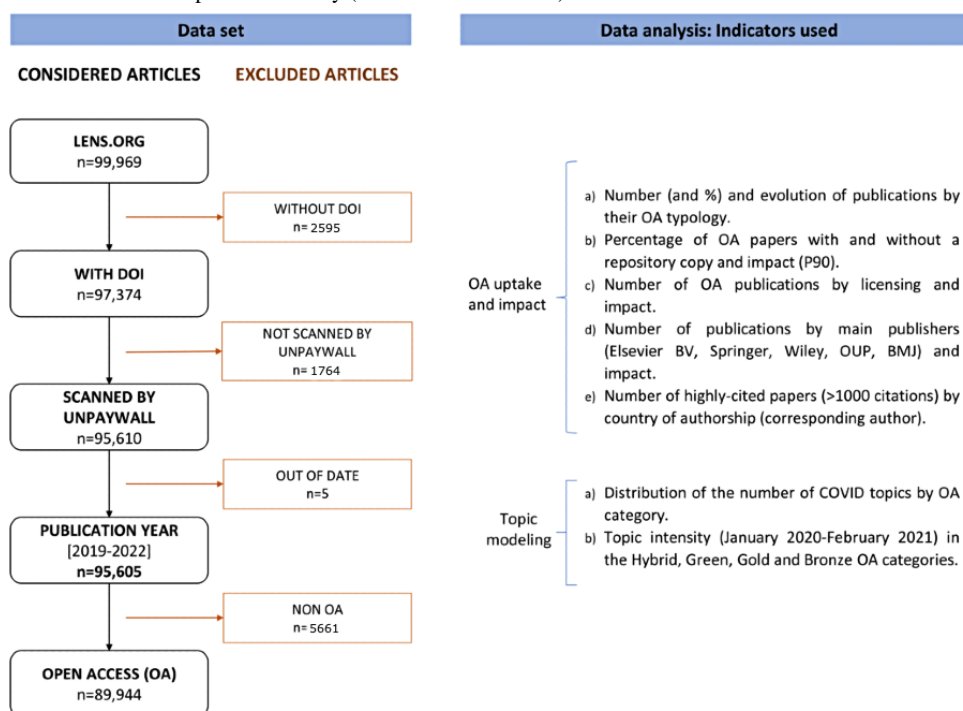 Data set
CONSIDERED ARTICLES
EXCLUDED ARTICLES
LENS.ORG
n=99,969
WITHOUT DOI
n= 2595
WITH DOI
n=97,374
NOT SCANNED BY
UNPAYWALL
n= 1764
SCANNED BY
UNPAYWALL
n=95,610
OUT OF DATE
n=5
PUBLICATION YEAR
[2019-2022]
n=95,605
NON OA
n= 5661
OPEN ACCESS (OA)
n=89,944
Data analysis: Indicators used
OA uptake
and impact
a) Number (and %) and evolution of publications by
their OA typology.
b) Percentage of OA papers with and without a
repository copy and impact (P90).
c) Number of OA publications by licensing and
impact.
d) Number of publications by main publishers
(Elsevier BV, Springer, Wiley, OUP, BMJ) and
impact.
e) Number of highly-cited papers (>1000 citations) by
country of authorship (corresponding author).
Topic
modeling
a) Distribution of the number of COVID topics by OA
category.
b) Topic intensity (January 2020-February 2021) in
the Hybrid, Green, Gold and Bronze OA categories.